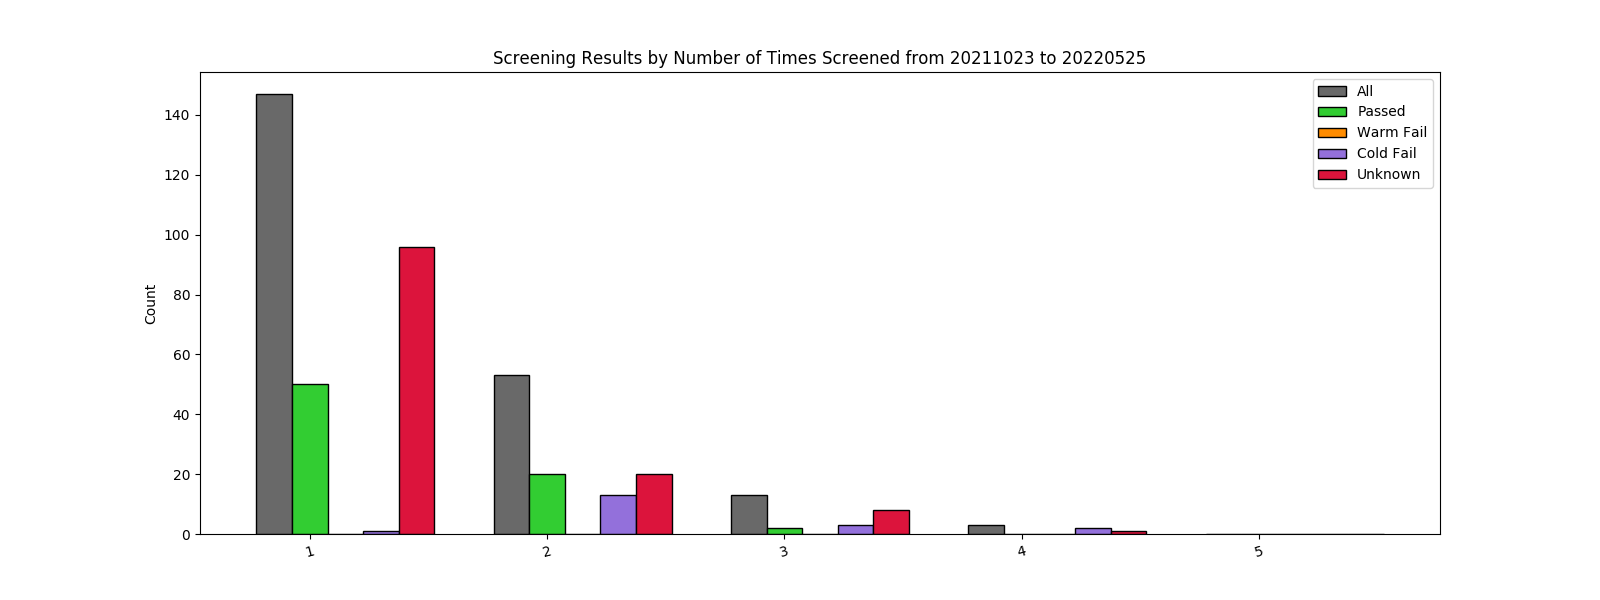 Screening Results by Number of Times Screened from 20211023 to 20220525
All
Passed
Warm Fail
Cold Fail
Unknown
Count
140
120
100
80
60
40
20
0
1 2 3 4 5